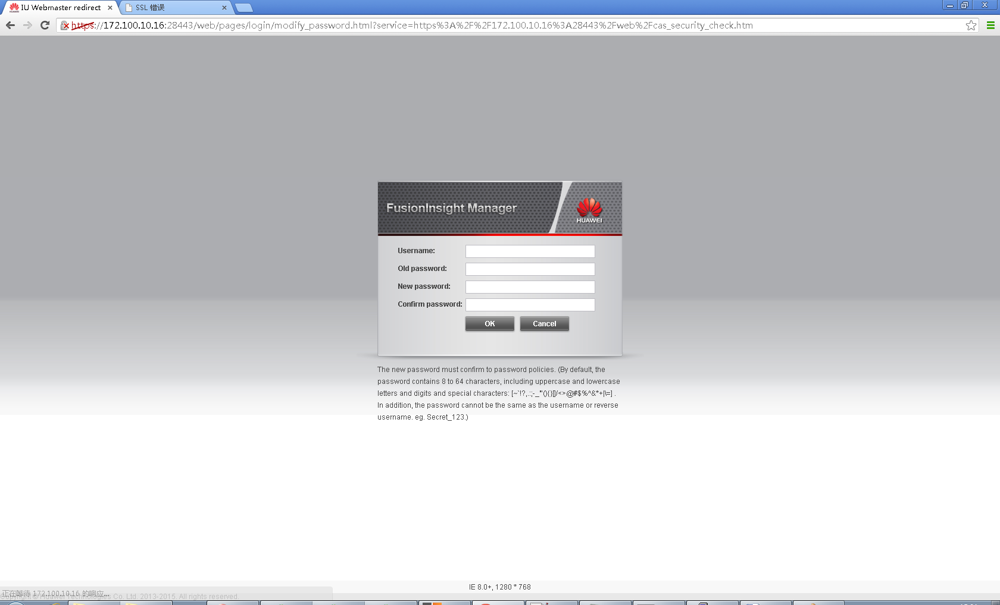 IU Webmaster redirect
SSL 错误
https://172.100.10.16:28443/web/pages/login/modify_password.html?service=https%3A%2F%2F172.100.10.16%3A28443%2Fweb%2Fcas_security_check.htm
FusionInsight Manager
HUAWEI
Username:
Old password:
New password:
Confirm password:
OK Cancel
The new password must confirm to password policies. (By default, the
password contains 8 to 64 characters, including uppercase and lowercase
letters and digits and special characters: [~`!?,.:;-_'"(){}[]/<>@#$%^&*+|\=] .
In addition, the password cannot be the same as the username or reverse
username. eg. Secret_123.)
IE 8.0+, 1280 * 768
正在等待 172.100.10.16 的响应...
Copyright © Huawei Technologies Co. Ltd. 2013-2015. All rights reserved.